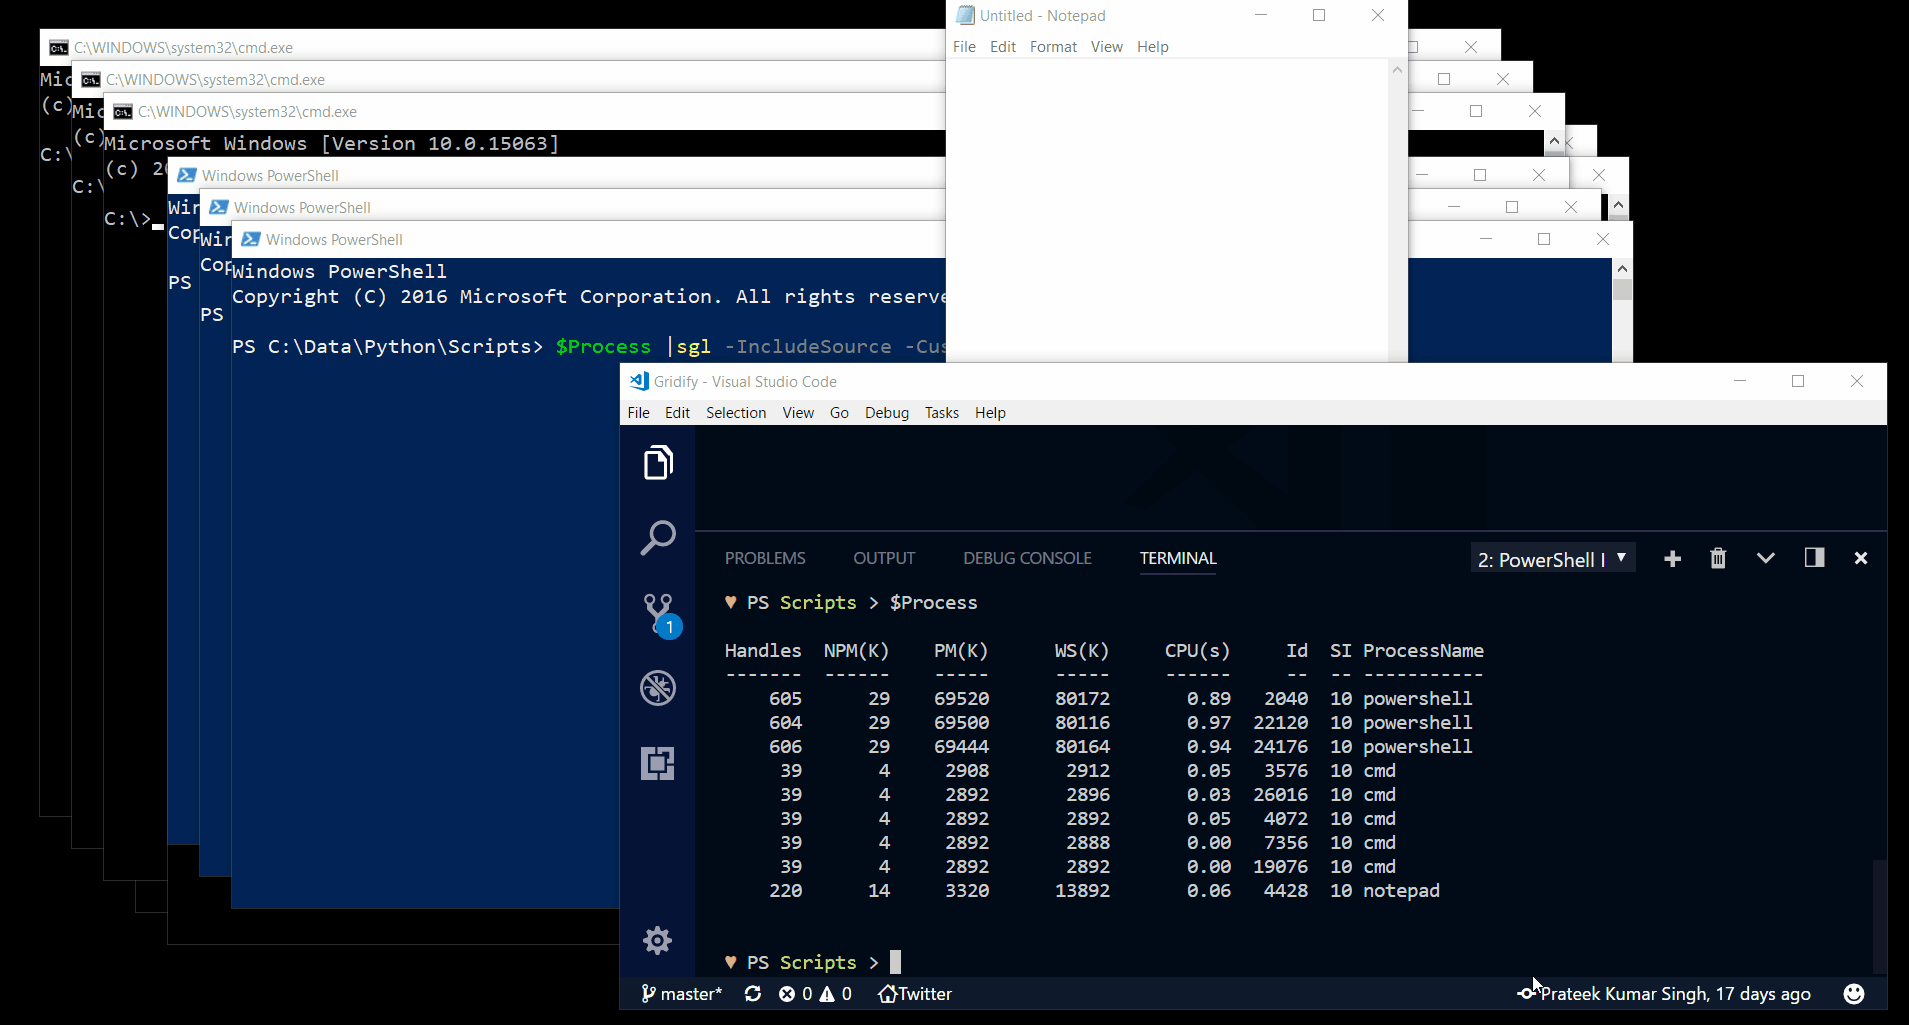 C:\WINDOWS\system32\cmd.exe
Mic
(c)
C:\
C:\WINDOWS\system32\cmd.exe
Mic
(c)
C:\
C:\WINDOWS\system32\cmd.exe
Microsoft Windows [Version 10.0.15063]
(c) 20
C:\>
Windows PowerShell
Win
Cop
PS
Windows PowerShell
Win
Cop
PS
Windows PowerShell
Windows PowerShell
Copyright (C) 2016 Microsoft Corporation. All rights reserve
PS C:\Data\Python\Scripts> $Process |sgl -IncludeSource -Cus
Untitled - Notepad
File Edit Format View Help
Gridify - Visual Studio Code
File Edit Selection View Go Debug Tasks Help
1
PROBLEMS OUTPUT DEBUG CONSOLE TERMINAL 2: PowerShell I
♥ PS Scripts > $Process
Handles NPM(K) PM(K) WS(K) CPU(s) Id SI ProcessName
------- ------ ----- ----- ------ -- -- -----------
605 29 69520 80172 0.89 2040 10 powershell
604 29 69500 80116 0.97 22120 10 powershell
606 29 69444 80164 0.94 24176 10 powershell
39 4 2908 2912 0.05 3576 10 cmd
39 4 2892 2896 0.03 26016 10 cmd
39 4 2892 2892 0.05 4072 10 cmd
39 4 2892 2888 0.00 7356 10 cmd
39 4 2892 2892 0.00 19076 10 cmd
220 14 3320 13892 0.06 4428 10 notepad
♥ PS Scripts >
master* 0 0 Twitter Prateek Kumar Singh, 17 days ago